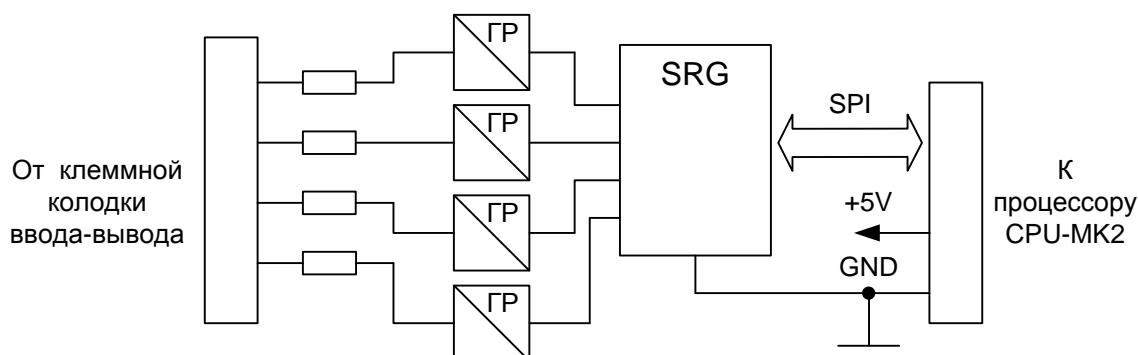 От клеммной
колодки
ввода-вывода
ГР
ГР
ГР
ГР
SRG
SPI
+5V
GND
К
процессору
CPU-MK2